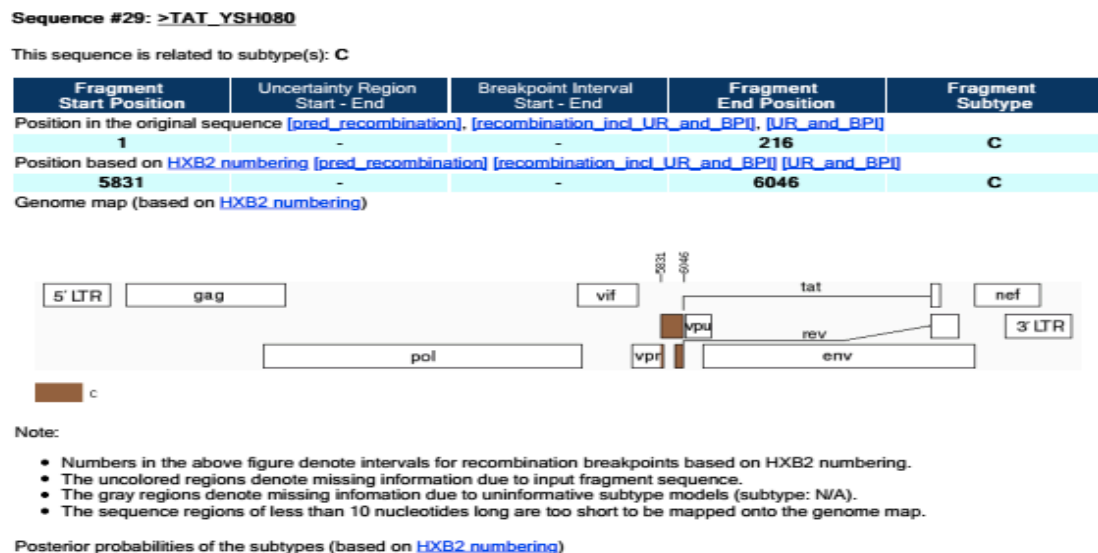 Sequence #29: >TAT_YSH080
This sequence is related to subtype(s): C
Fragment Start Position Uncertainty Region Start - End Breakpoint Interval Start - End Fragment End Position Fragment Subtype
Position in the original sequence [pred_recombination], [recombination_incl_UR_and_BPI], [UR_and_BPI]
1 - - 216 C
Position based on HXB2 numbering [pred_recombination] [recombination_incl_UR_and_BPI] [UR_and_BPI]
5831 - - 6046 C
Genome map (based on HXB2 numbering)
5831 6046
5' LTR gag vif tat nef
vpu rev 3' LTR
pol vpr env
C
Note:
• Numbers in the above figure denote intervals for recombination breakpoints based on HXB2 numbering.
• The uncolored regions denote missing information due to input fragment sequence.
• The gray regions denote missing infomation due to uninformative subtype models (subtype: N/A).
• The sequence regions of less than 10 nucleotides long are too short to be mapped onto the genome map.
Posterior probabilities of the subtypes (based on HXB2 numbering)